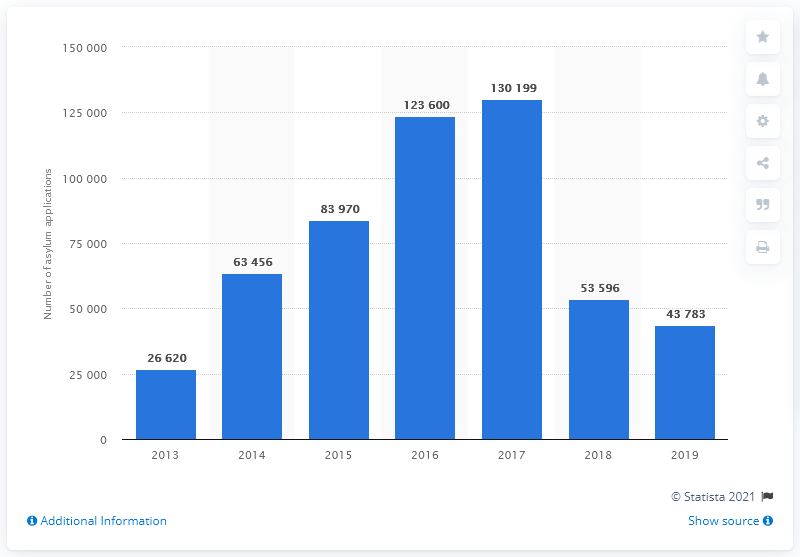 150 000
125 000
100 000
75 000
50 000
25 000
0
Number of asylum applications
26 620
63 456
83 970
123 600
130 199
53 596
43 783
2013 2014 2015 2016 2017 2018 2019
© Statista 2021
Additional Information
Show source